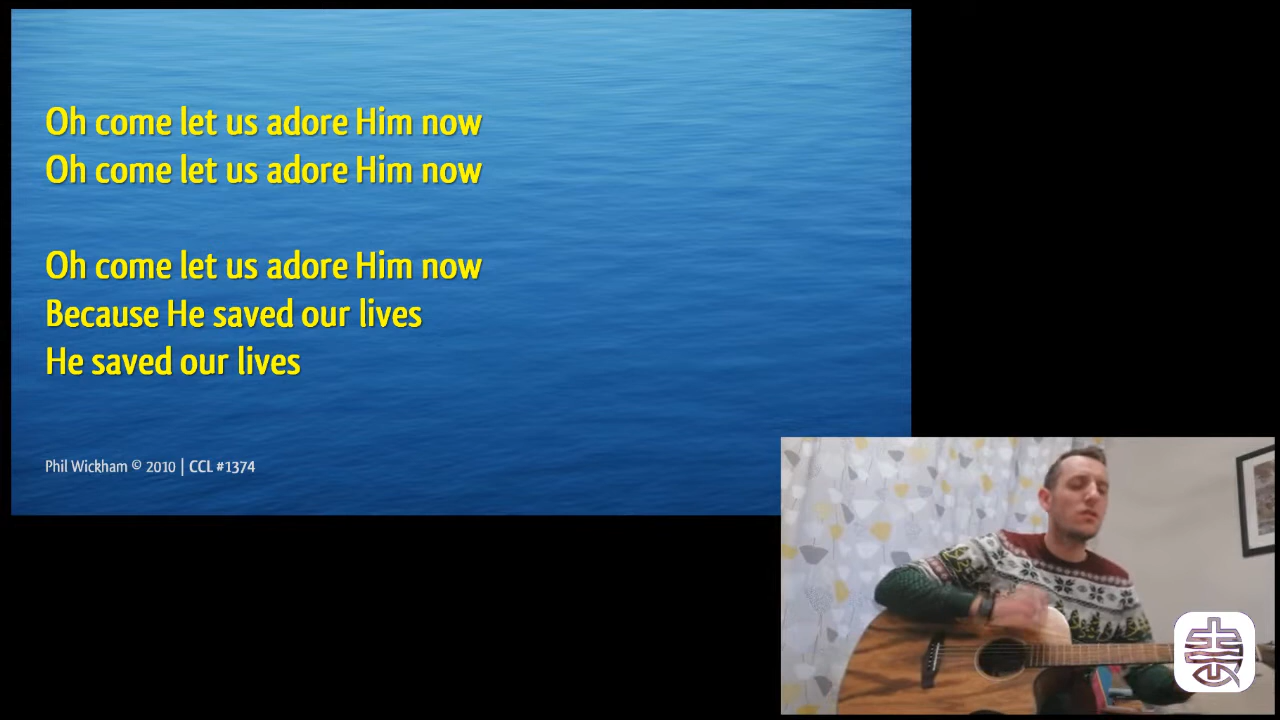 Oh come let us adore Him now
Oh come let us adore Him now
Oh come let us adore Him now
Because He saved our lives
He saved our lives
Phil Wickham © 2010 | CCL #1374